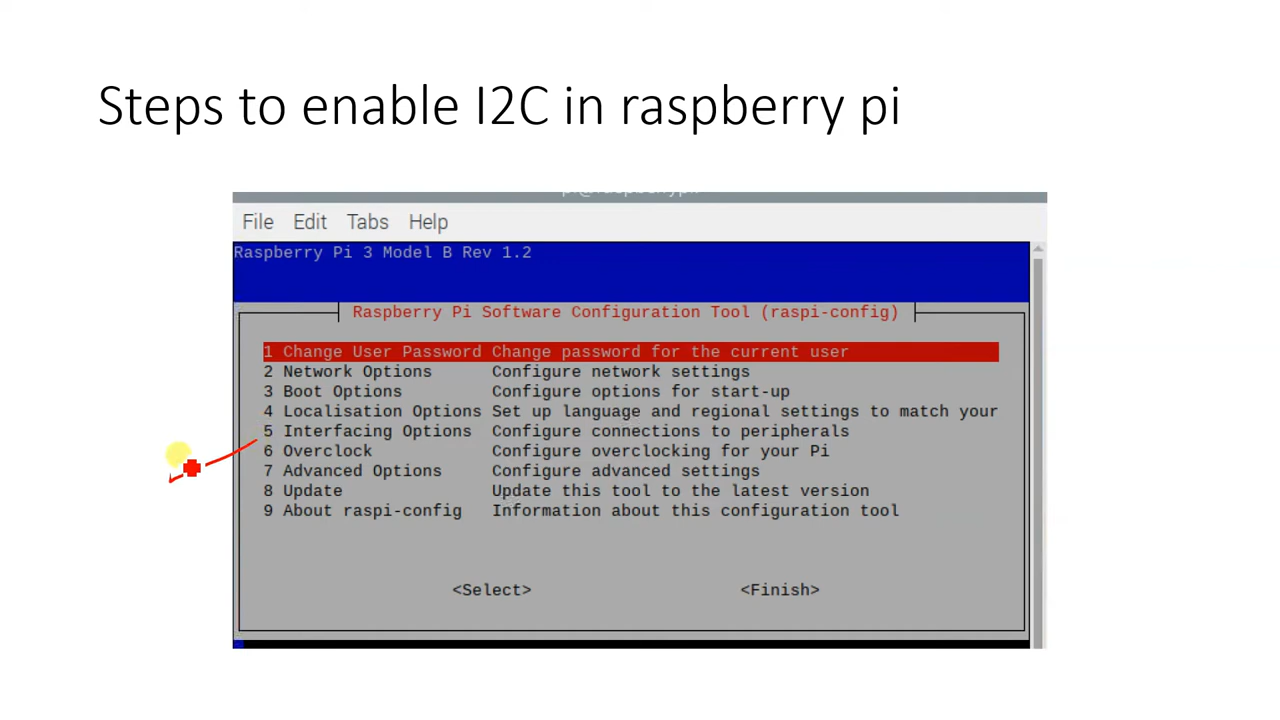 Steps to enable I2C in raspberry pi
File Edit Tabs Help
Raspberry Pi 3 Model B Rev 1.2
Raspberry Pi Software Configuration Tool (raspi-config)
1 Change User Password Change password for the current user
2 Network Options Configure network settings
3 Boot Options Configure options for start-up
4 Localisation Options Set up language and regional settings to match your
5 Interfacing Options Configure connections to peripherals
6 Overclock Configure overclocking for your Pi
7 Advanced Options Configure advanced settings
8 Update Update this tool to the latest version
9 About raspi-config Information about this configuration tool
<Select> <Finish>